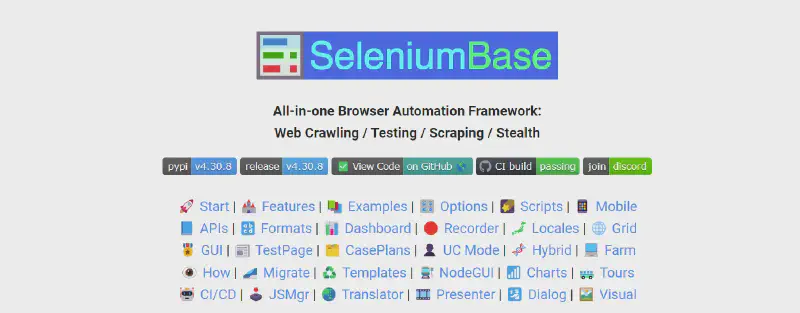 SeleniumBase
All-in-one Browser Automation Framework:
Web Crawling / Testing / Scraping / Stealth
pypi v4.30.8 release v4.30.8 View Code on GitHub CI build passing join discord
Start | Features | Examples | Options | Scripts | Mobile
APIs | Formats | Dashboard | Recorder | Locales | Grid
GUI | TestPage | CasePlans | UC Mode | Hybrid | Farm
How | Migrate | Templates | NodeGUI | Charts | Tours
CI/CD | JSMgr | Translator | Presenter | Dialog | Visual